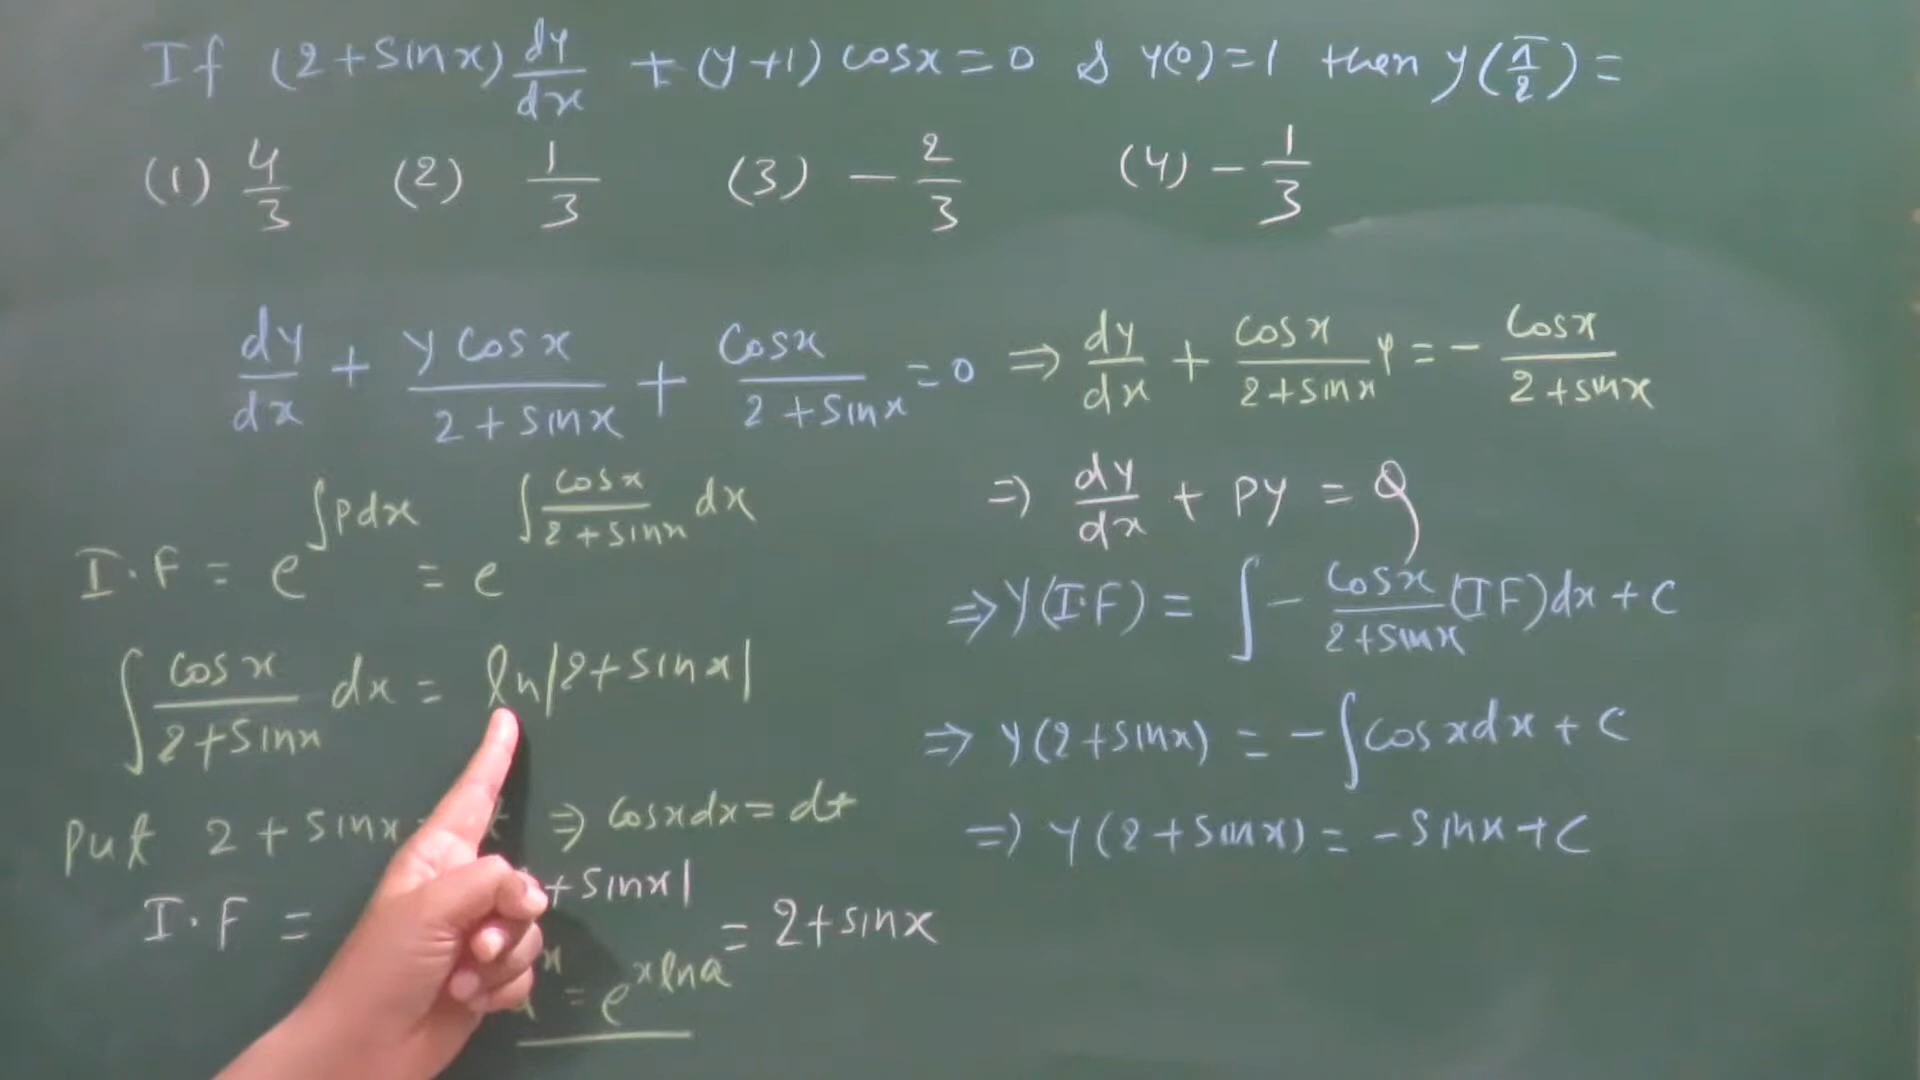 If (2+sinx) dy/dx + (y+1) cosx = 0 & y(0)=1 then y(π/2) =
(1) 4/3 (2) 1/3 (3) -2/3 (4) -1/3
dy/dx + y cosx/2+sinx + cosx/2+sinx = 0 ⇒ dy/dx + cosx/2+sinx y = - cosx/2+sinx
⇒ dy/dx + Py = Q
I.F = e^∫Pdx = e^∫cosx/2+sinx dx
⇒ y(I.F) = ∫ - cosx/2+sinx (IF)dx + C
∫ cosx/2+sinx dx = ln|2+sinx|
⇒ y(2+sinx) = -∫cosxdx + C
Put 2+sinx t ⇒ cosxdx = dt
⇒ y(2+sinx) = -sinx+C
I.F = +sinx| = 2+sinx
x = e^xlna